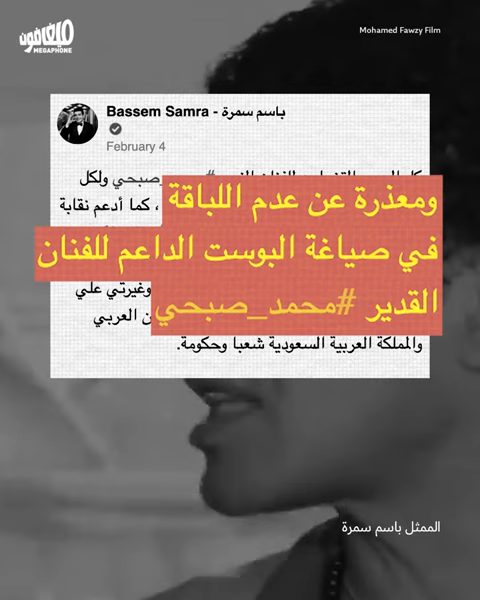 ميغافون
MEGAPHONE
Mohamed Fawzy Film
Bassem Samra - باسم سمرة
February 4
صبحي ولكل
، كما أدعم نقابة
ومعذرة عن عدم اللباقة
في صياغة البوست الداعم للفنان
القدير #محمد_صبحي
وغيرتي علي
ن العربي
والمملكة العربية السعودية شعبا وحكومة.
الممثل باسم سمرة